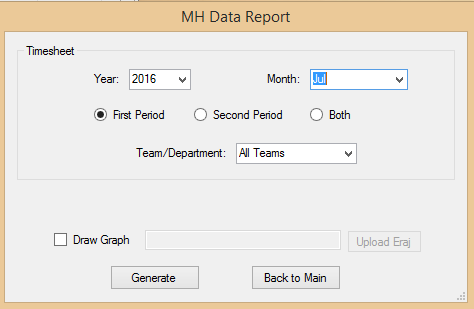 MH Data Report
Timesheet
Year: 2016 Month: Jul
First Period Second Period Both
Team/Department: All Teams
Draw Graph Upload Eraj
Generate Back to Main